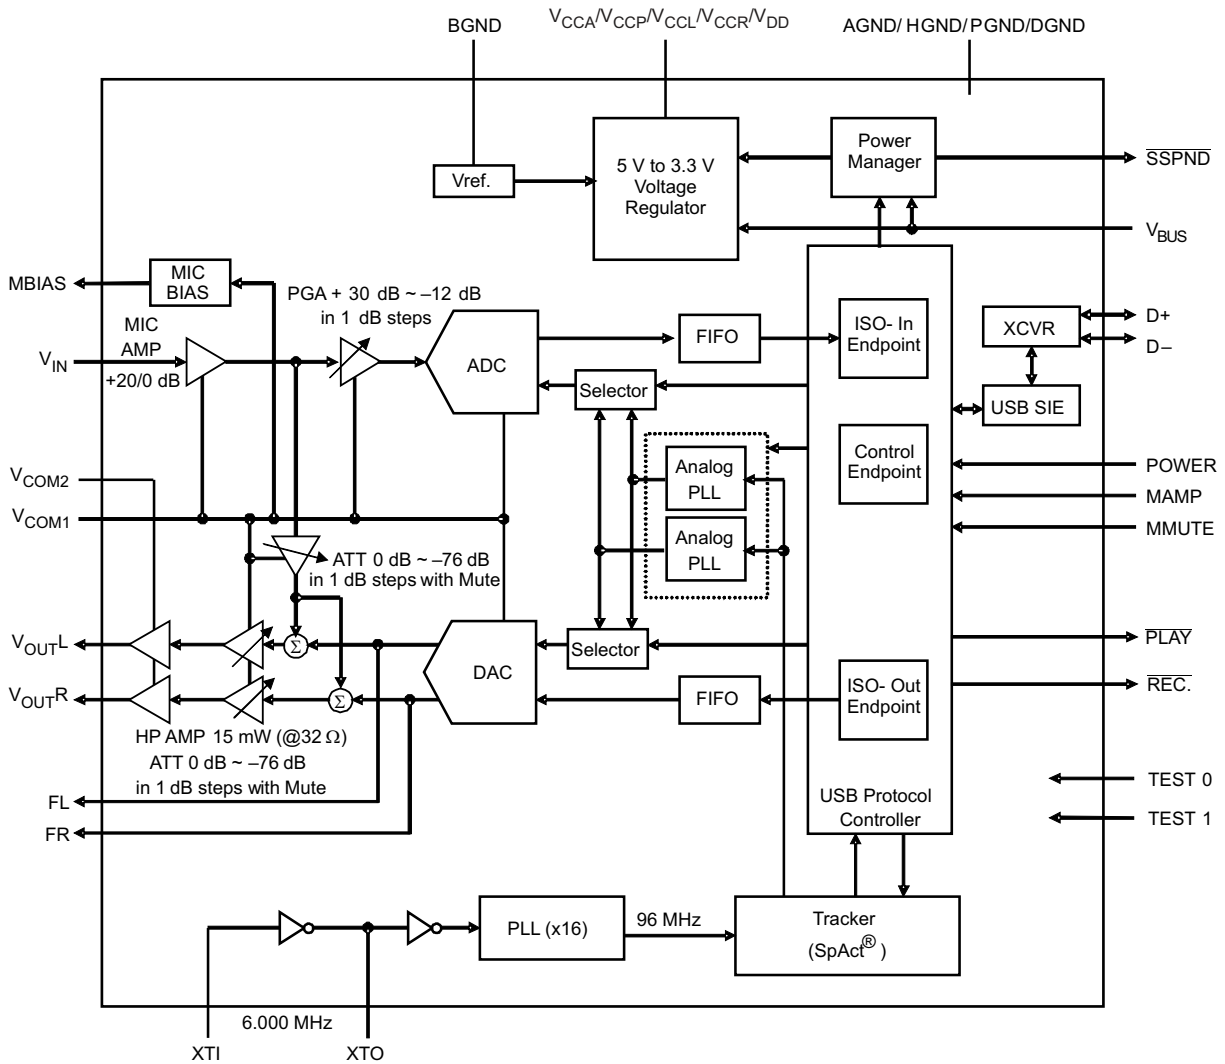 BGND
VCCA/VCCP/VCCL/VCCR/VDD
AGND/ HGND/ PGND/DGND
5 V to 3.3 V
Voltage
Regulator
Power
Manager
SSPND
Vref.
VBUS
MBIAS
MIC
BIAS
PGA + 30 dB ~ –12 dB
in 1 dB steps
MIC
AMP
+20/0 dB
VIN
ADC
FIFO
ISO- In
Endpoint
XCVR
D+
D–
Selector
USB SIE
Analog
PLL
Control
Endpoint
VCOM2
POWER
MAMP
VCOM1
MMUTE
Analog
PLL
ATT 0 dB ~ –76 dB
in 1 dB steps with Mute
VOUTL
Σ
Selector
PLAY
DAC
VOUTR
Σ
FIFO
ISO- Out
Endpoint
REC.
HP AMP 15 mW (@32 Ω)
ATT 0 dB ~ –76 dB
in 1 dB steps with Mute
FL
FR
USB Protocol
Controller
TEST 0
TEST 1
PLL (x16)
96 MHz
Tracker
(SpAct® )
6.000 MHz
XTI
XTO